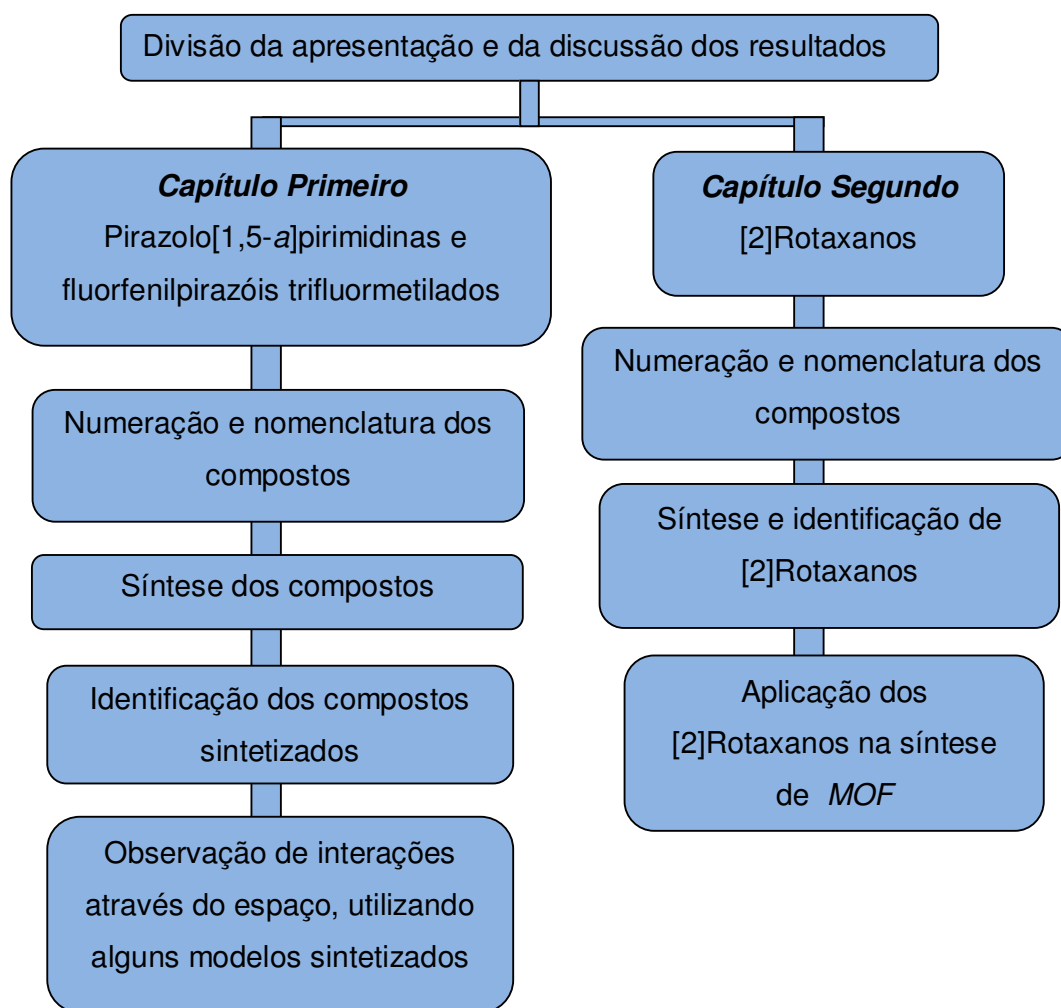 Divisão da apresentação e da discussão dos resultados
Capítulo Primeiro
Pirazolo[1,5-a]pirimidinas e
fluorfenilpirazóis trifluormetilados
Numeração e nomenclatura dos
compostos
Síntese dos compostos
Identificação dos compostos
sintetizados
Observação de interações
através do espaço, utilizando
alguns modelos sintetizados
Capítulo Segundo
[2]Rotaxanos
Numeração e nomenclatura dos
compostos
Síntese e identificação de
[2]Rotaxanos
Aplicação dos
[2]Rotaxanos na síntese
de MOF